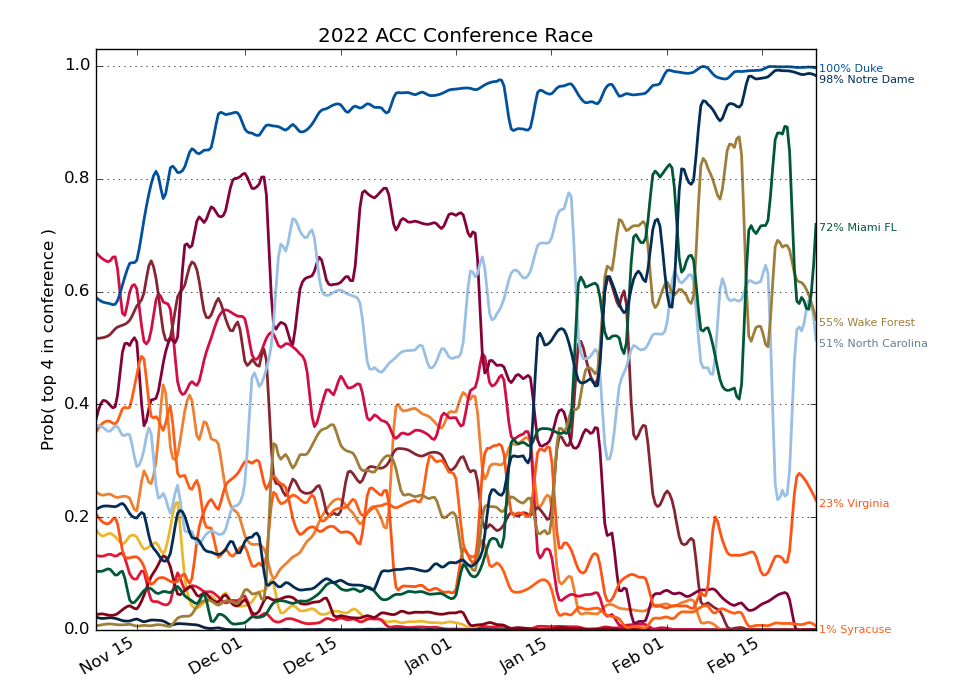 2022 ACC Conference Race
Prob( top 4 in conference )
1.0
0.8
0.6
0.4
0.2
0.0
Nov 15
Dec 01
Dec 15
Jan 01
Jan 15
Feb 01
Feb 15
100% Duke
98% Notre Dame
72% Miami FL
55% Wake Forest
51% North Carolina
23% Virginia
1% Syracuse